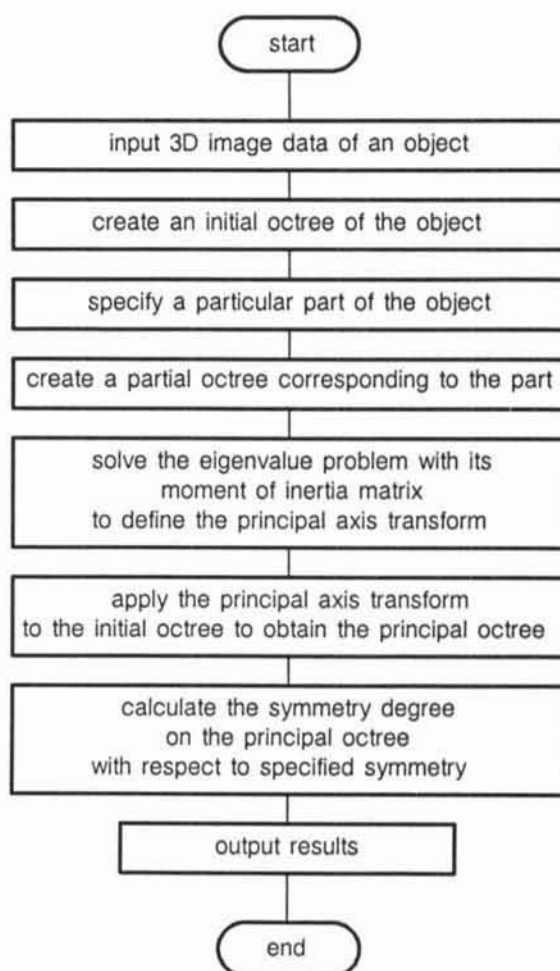 start
input 3D image data of an object
create an initial octree of the object
specify a particular part of the object
create a partial octree corresponding to the part
solve the eigenvalue problem with its
moment of inertia matrix
to define the principal axis transform
apply the principal axis transform
to the initial octree to obtain the principal octree
calculate the symmetry degree
on the principal octree
with respect to specified symmetry
output results
end